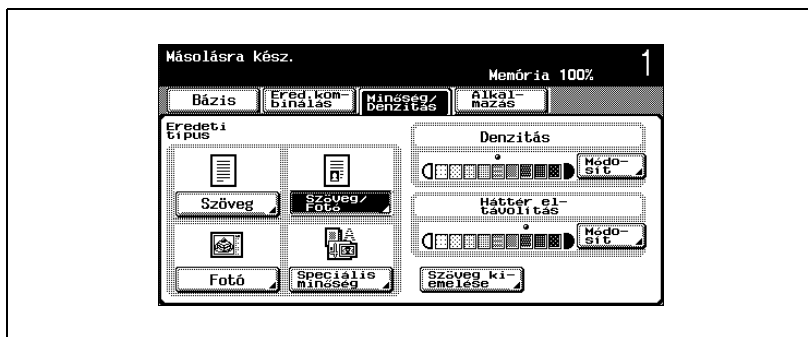 Másolásra kész.
1
Memória 100%
Bázis
Ered.kom-
binálás
Minőség/
Denzitás
Alkal-
mazás
Eredeti
típus
Szöveg
Szöveg/
Fotó
Fotó
Speciális
minőség
Denzitás
Módo-
sít
Háttér el-
távolítás
Módo-
sít
Szöveg ki-
emelése